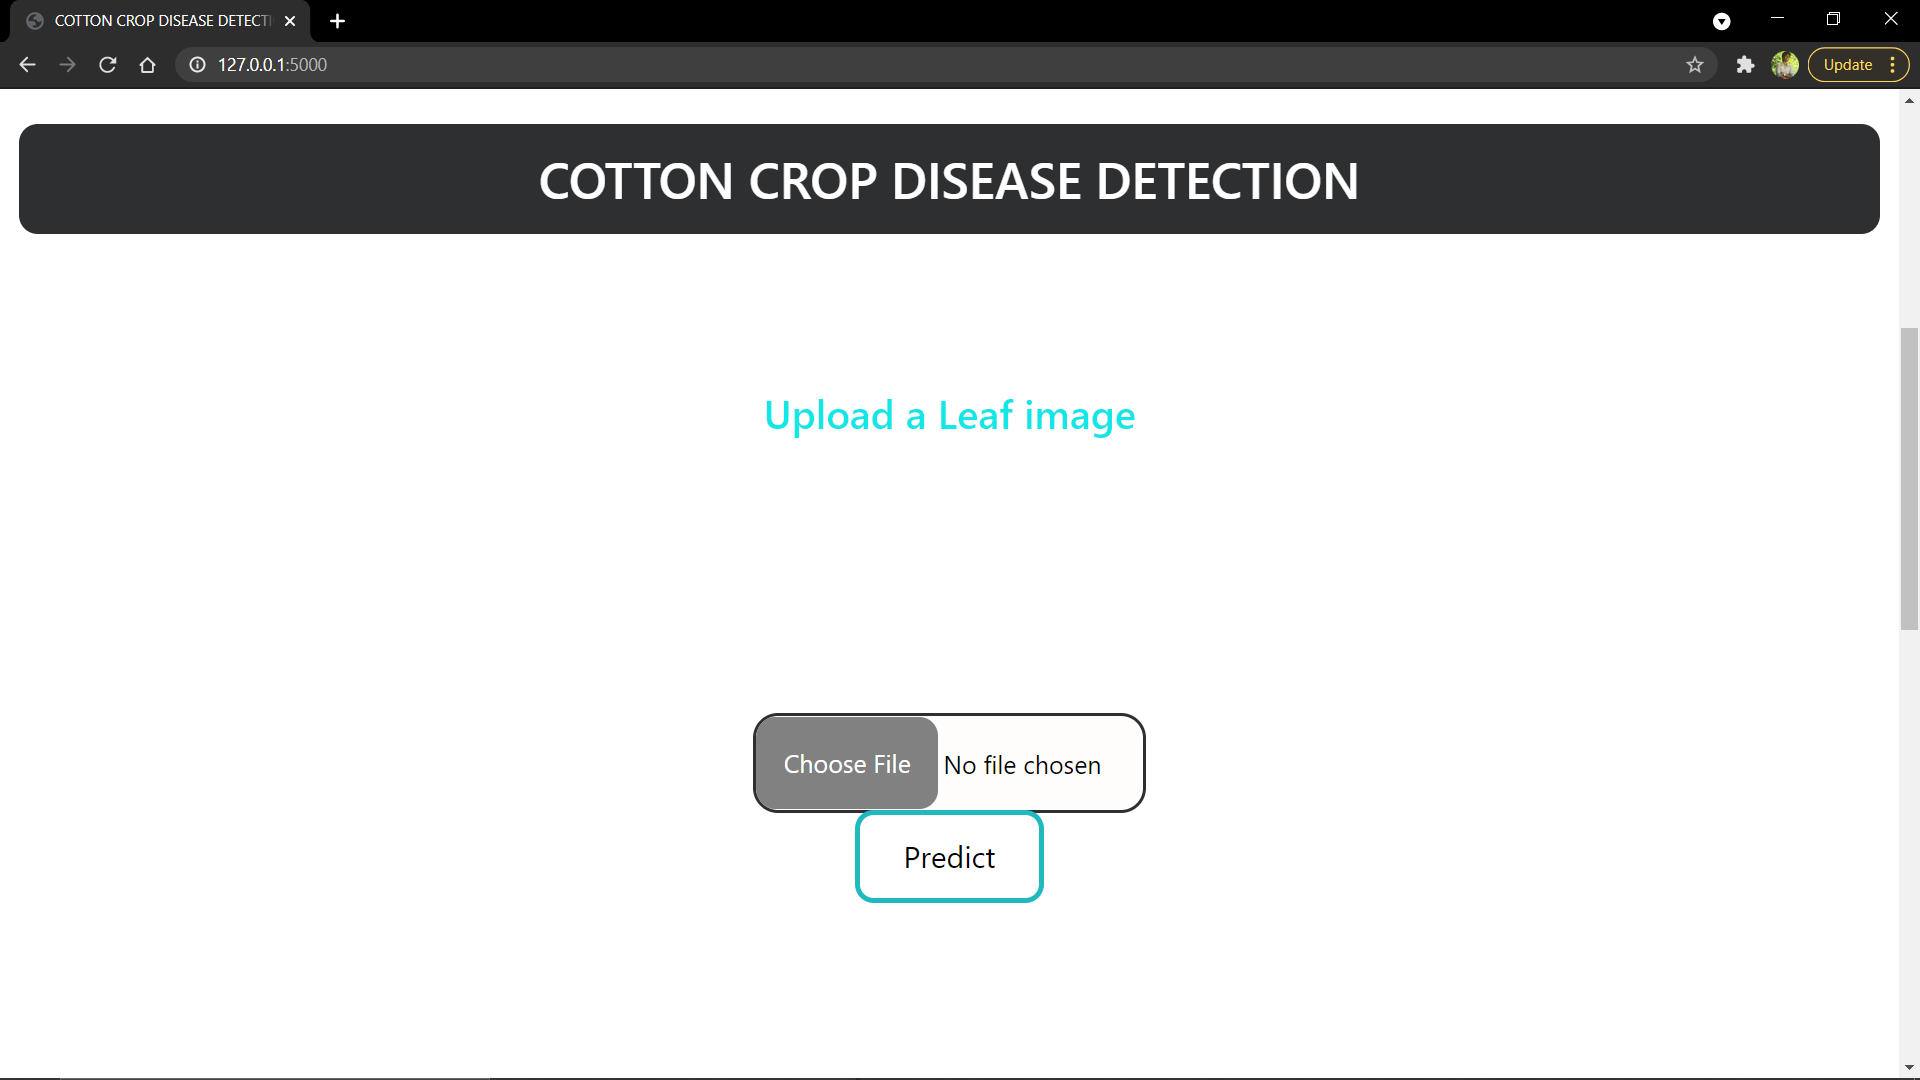 COTTON CROP DISEASE DETECTI
127.0.0.1:5000
Update
COTTON CROP DISEASE DETECTION
Upload a Leaf image
Choose File No file chosen
Predict